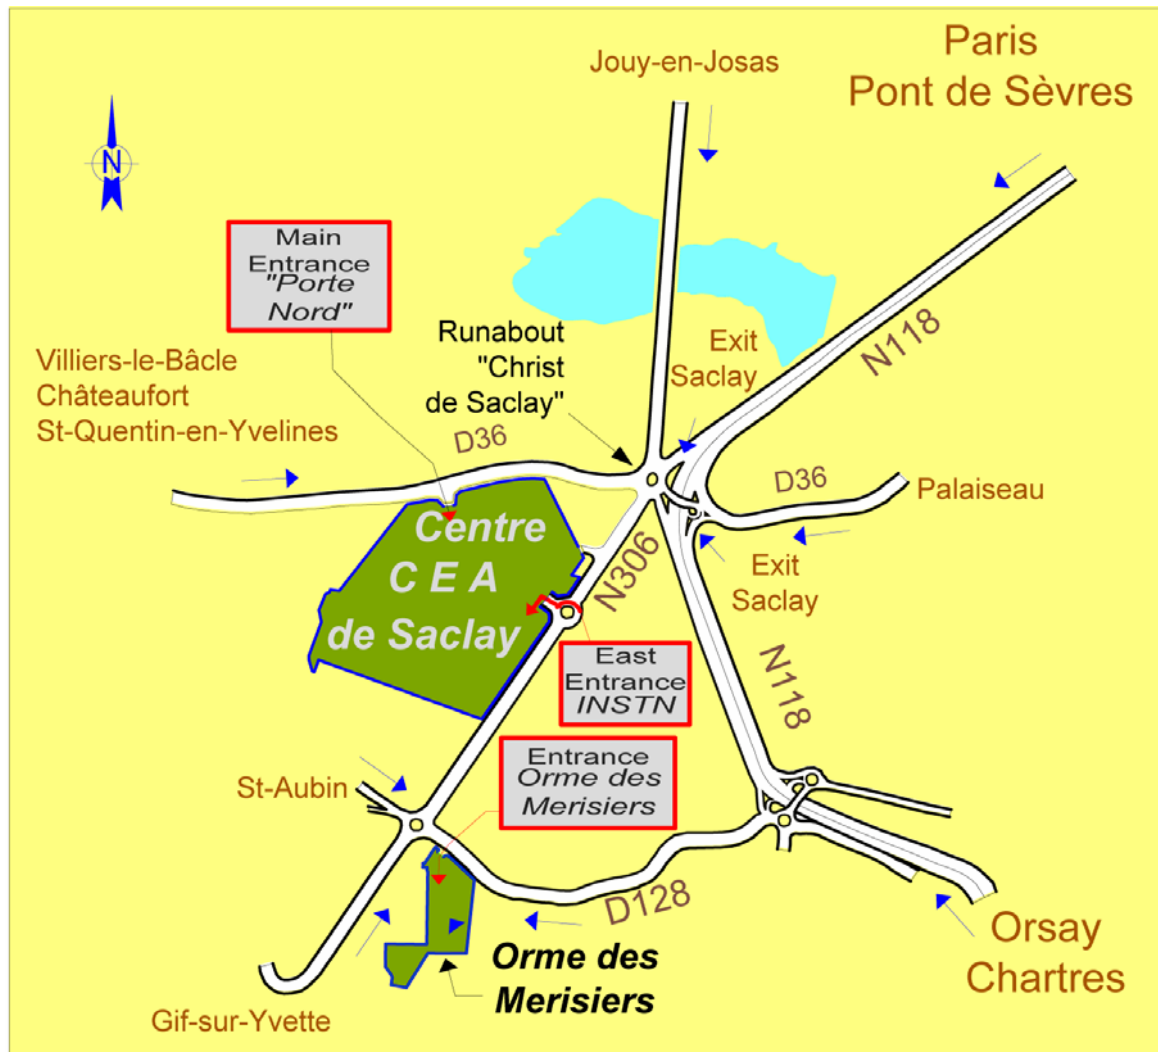 Jouy-en-Josas
Paris
Pont de Sèvres
N
Main
Entrance
"Porte
Nord"
Runabout
"Christ
de Saclay"
Exit
Saclay
N118
Villiers-le-Bâcle
Châteaufort
St-Quentin-en-Yvelines
D36
D36
Palaiseau
Centre
C E A
de Saclay
N306
Exit
Saclay
East
Entrance
INSTN
N118
Entrance
Orme des
Merisiers
St-Aubin
D128
Orme des
Merisiers
Orsay
Chartres
Gif-sur-Yvette